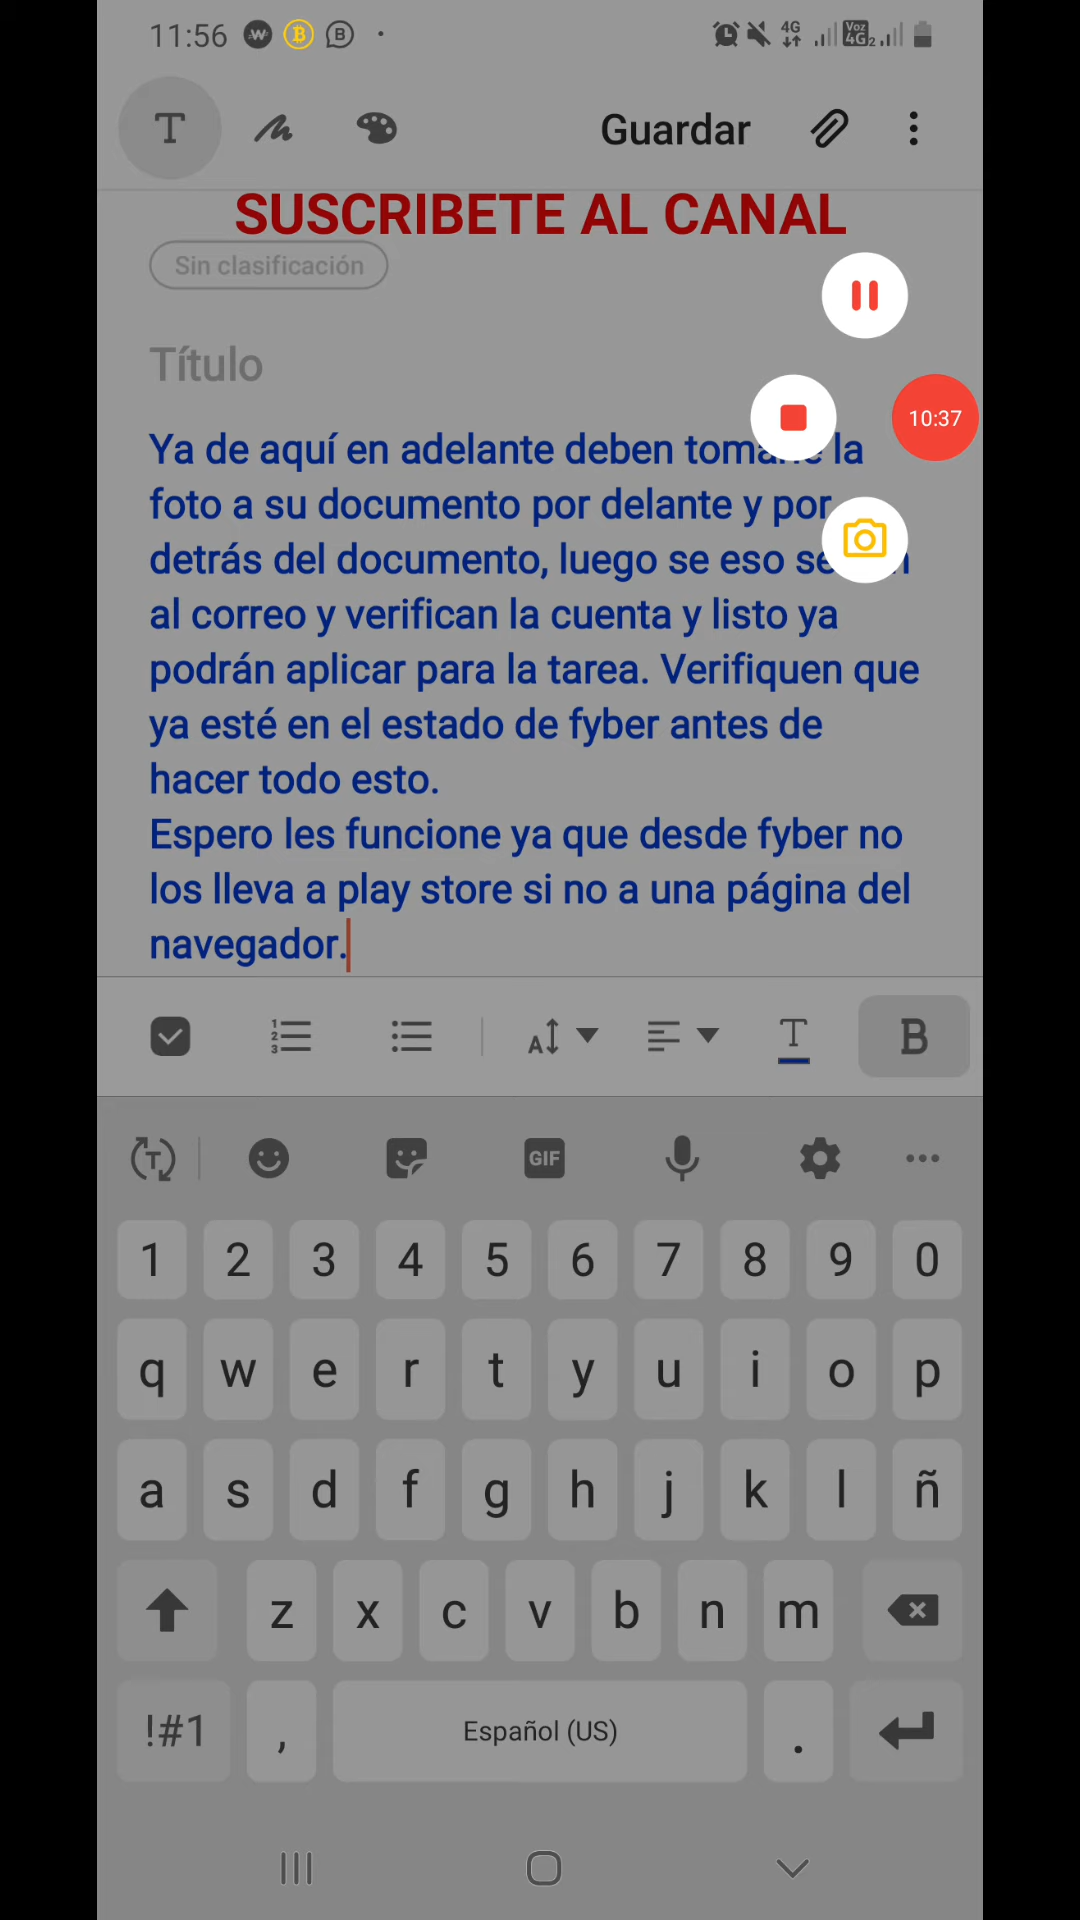 11:56
4G
Voz
4G 2
Guardar
SUSCRIBETE AL CANAL
Sin clasificación
Título
10:37
Ya de aquí en adelante deben la
foto a su documento por delante y por
detrás del documento, luego se eso
al correo y verifican la cuenta y listo ya
podrán aplicar para la tarea. Verifiquen que
ya esté en el estado de fyber antes de
hacer todo esto.
Espero les funcione ya que desde fyber no
los lleva a play store si no a una página del
navegador.
GIF
1 2 3 4 5 6 7 8 9 0
q w e r t y u i o p
a s d f g h j k l ñ
z x c v b n m
!#1 , Español (US) .